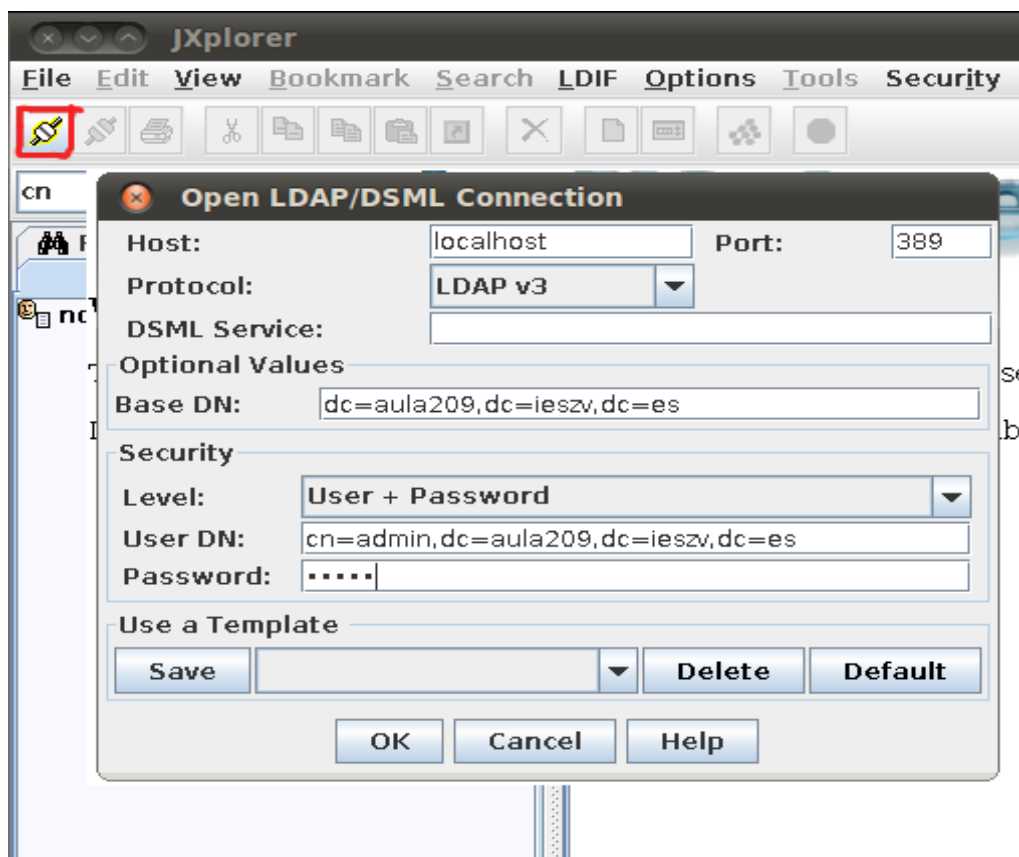 JXplorer
File Edit View Bookmark Search LDIF Options Tools Security
cn
Open LDAP/DSML Connection
Host: localhost Port: 389
Protocol: LDAP v3
DSML Service:
Optional Values
Base DN: dc=aula209,dc=ieszv,dc=es
Security
Level: User + Password
User DN: cn=admin,dc=aula209,dc=ieszv,dc=es
Password: •••••
Use a Template
Save Delete Default
OK Cancel Help